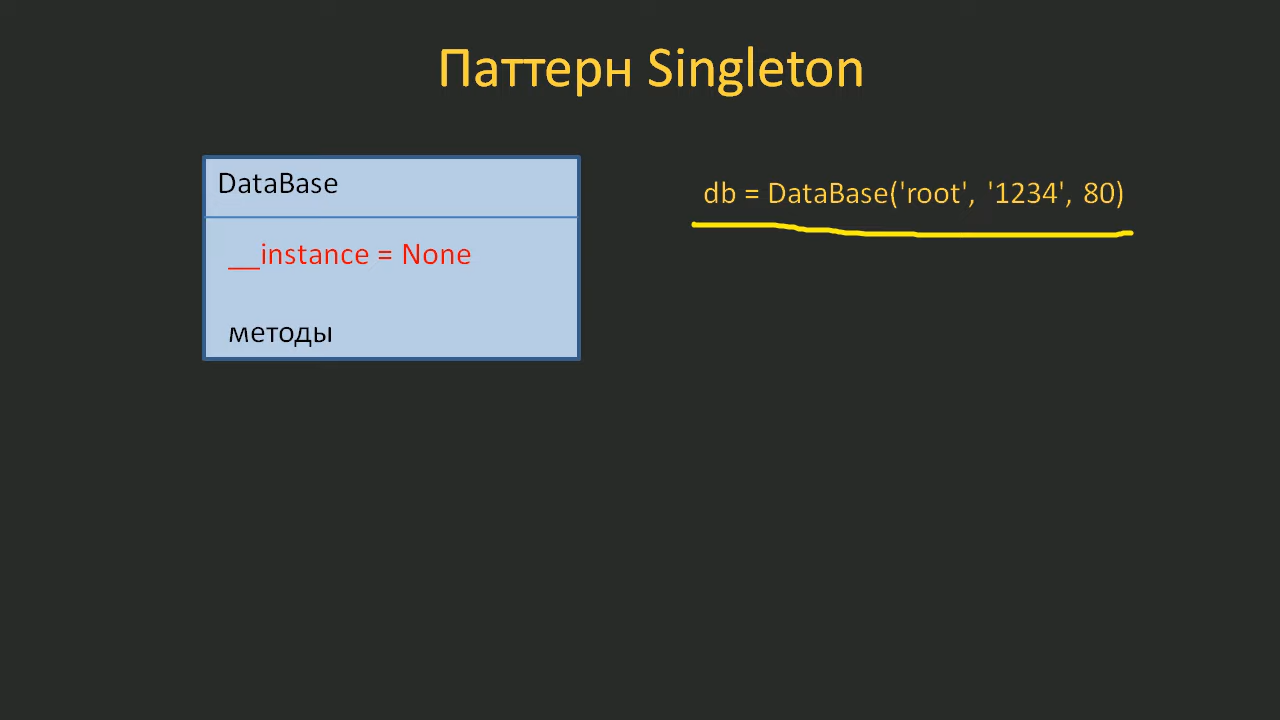 Паттерн Singleton
DataBase
__instance = None
методы
db = DataBase('root', '1234', 80)